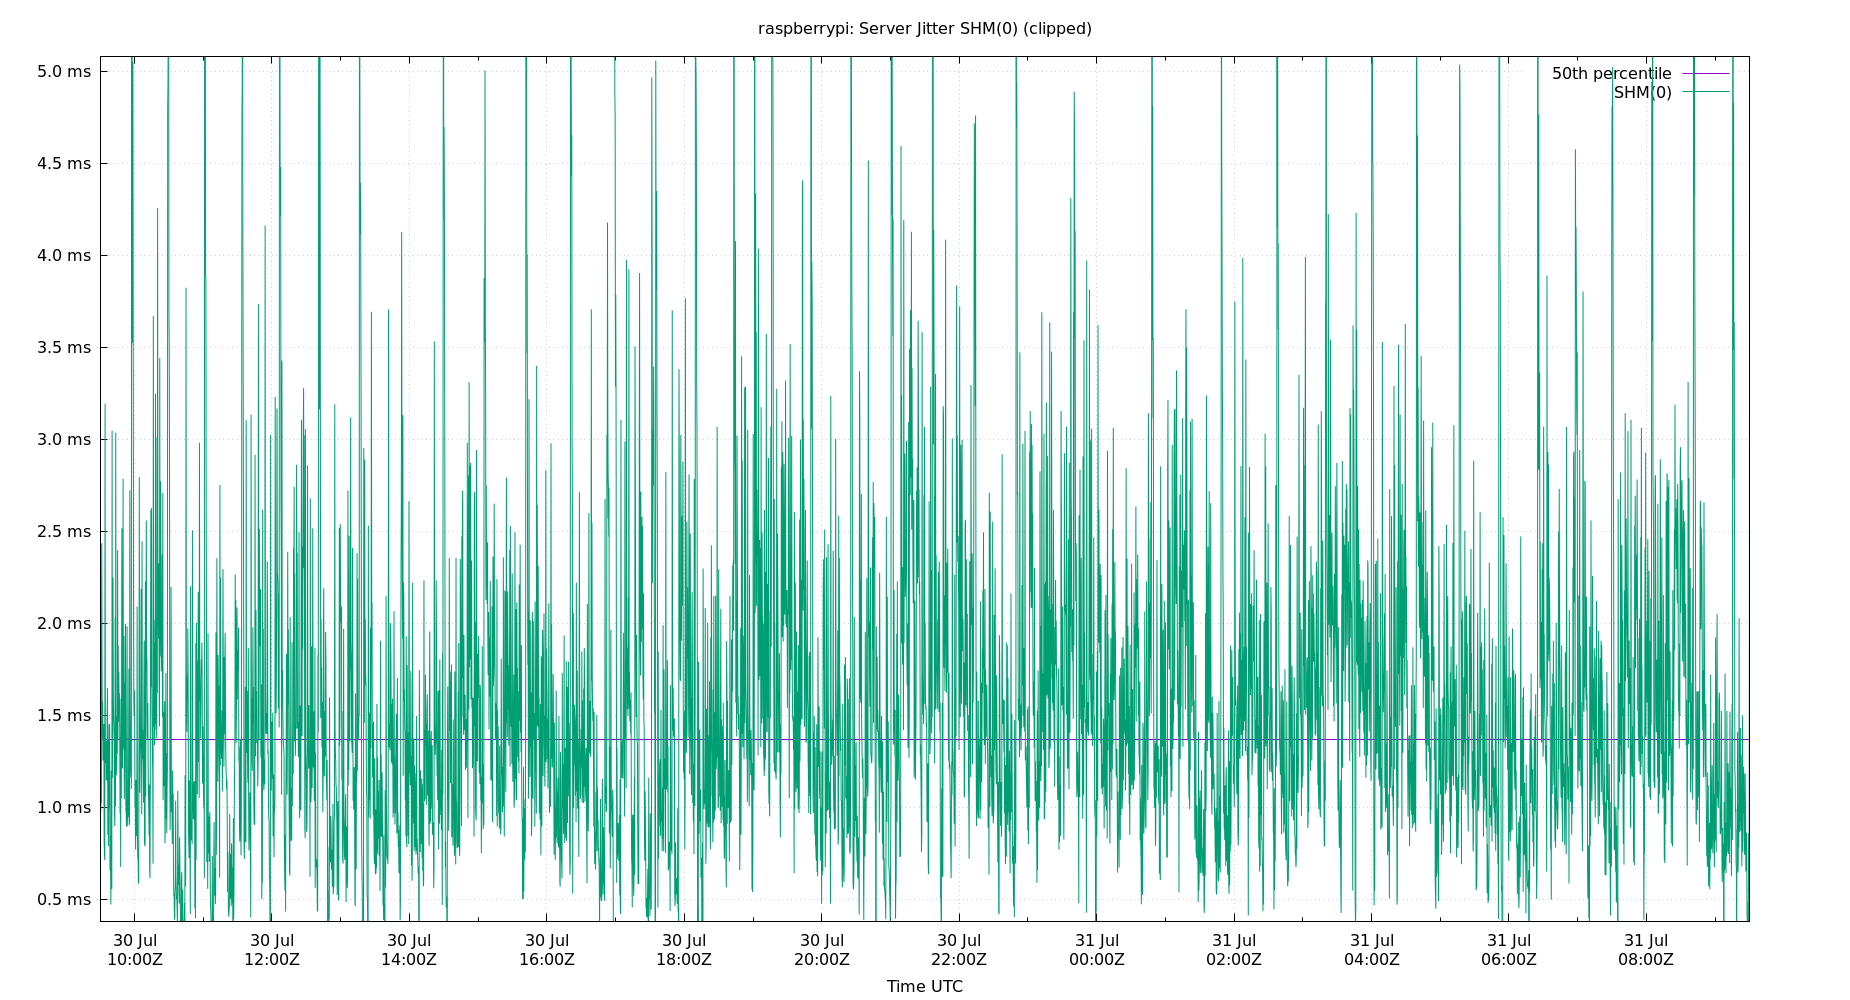 raspberrypi: Server Jitter SHM(0) (clipped)
50th percentile
SHM(0)
5.0 ms
4.5 ms
4.0 ms
3.5 ms
3.0 ms
2.5 ms
2.0 ms
1.5 ms
1.0 ms
0.5 ms
30 Jul 30 Jul 30 Jul 30 Jul 30 Jul 30 Jul 30 Jul 31 Jul 31 Jul 31 Jul 31 Jul 31 Jul
10:00Z 12:00Z 14:00Z 16:00Z 18:00Z 20:00Z 22:00Z 00:00Z 02:00Z 04:00Z 06:00Z 08:00Z
Time UTC